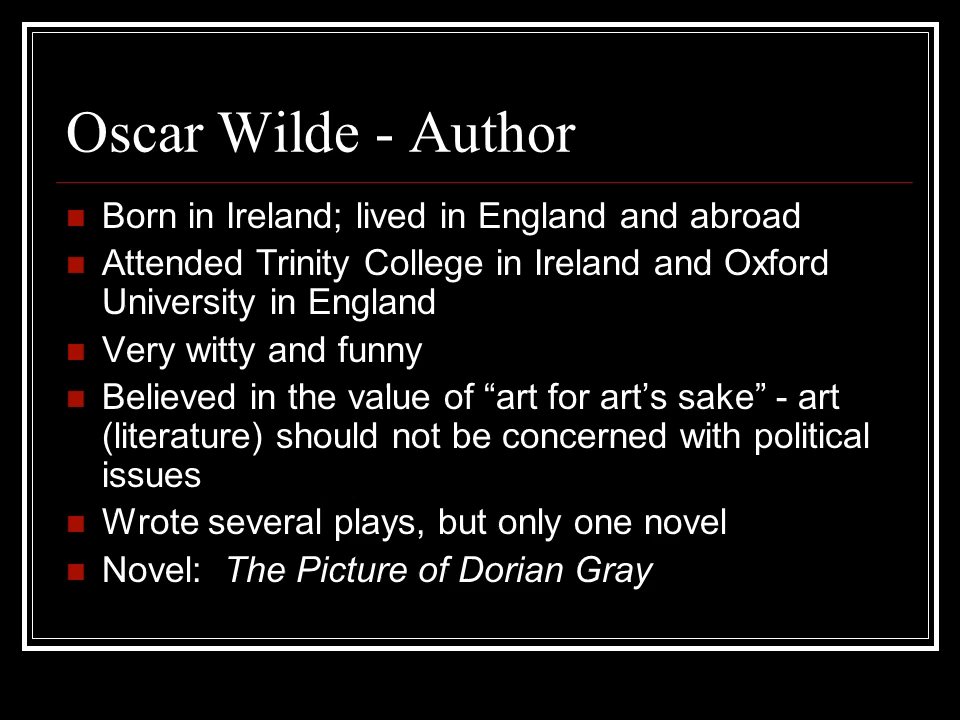 Oscar Wilde - Author
Born in Ireland; lived in England and abroad
Attended Trinity College in Ireland and Oxford
University in England
Very witty and funny
Believed in the value of “art for art’s sake” - art
(literature) should not be concerned with political
issues
Wrote several plays, but only one novel
Novel: The Picture of Dorian Gray